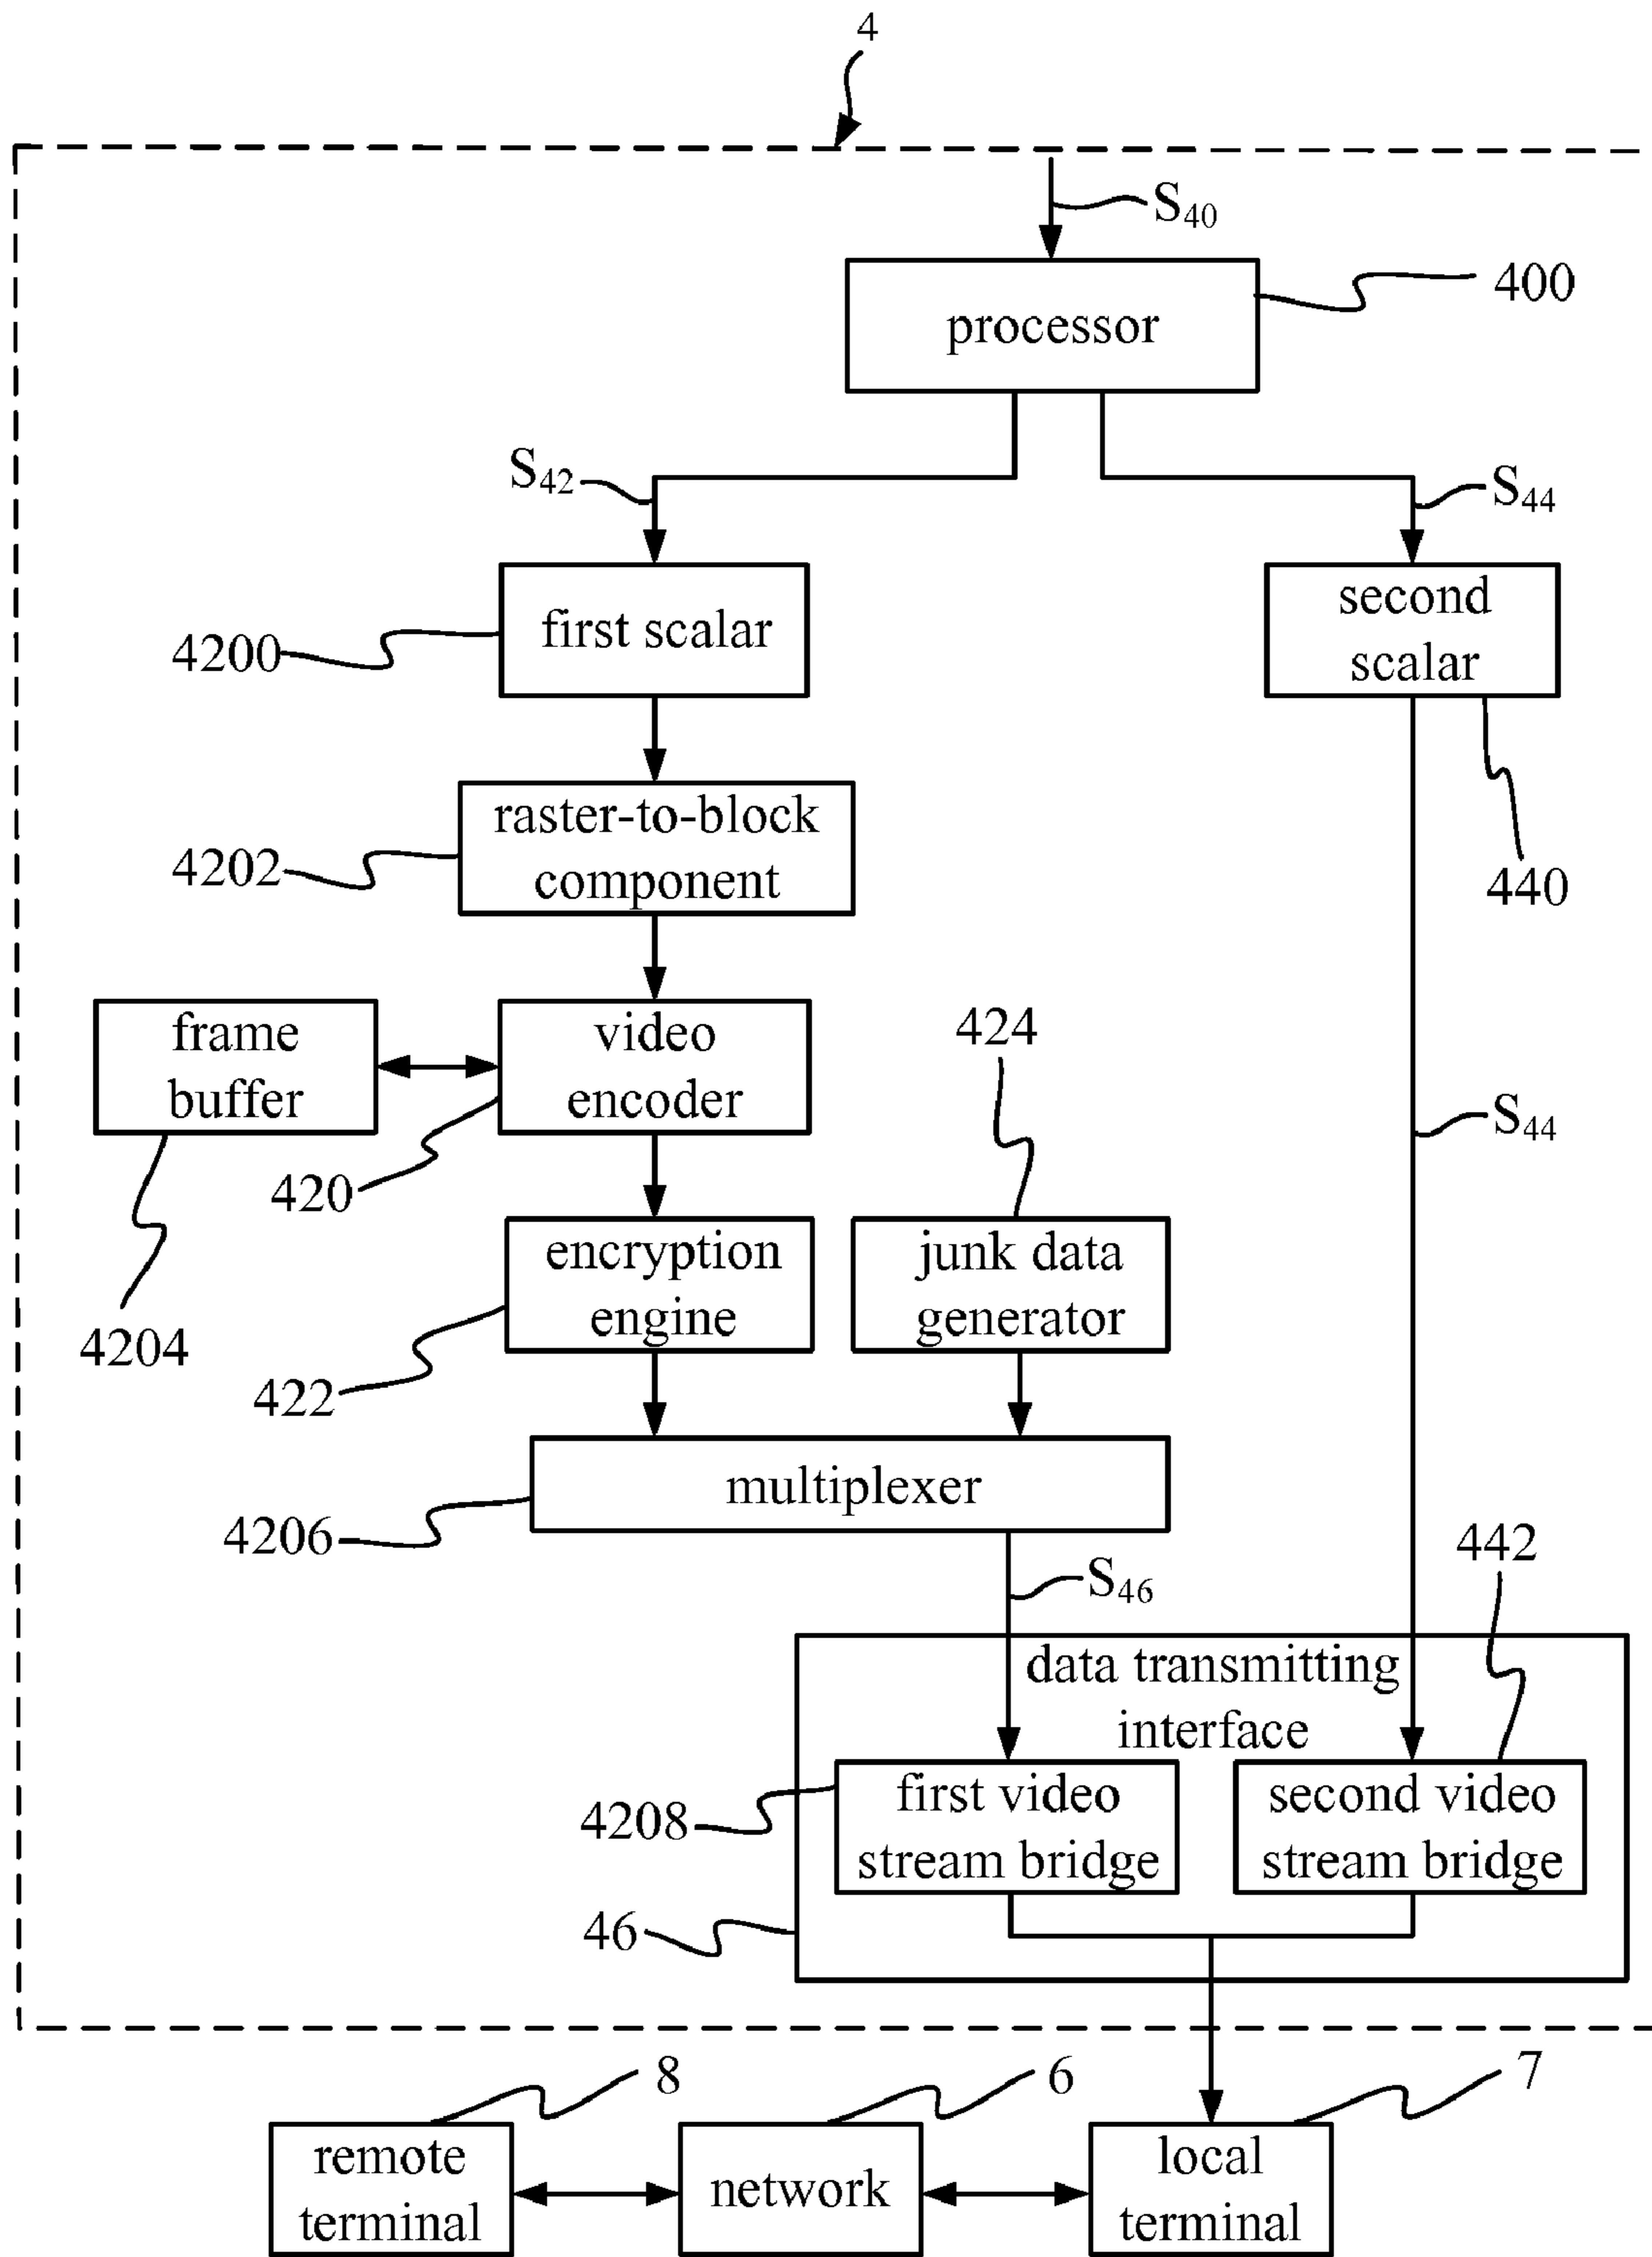 4
S40
400
processor
S42
S44
first scalar
second
scalar
4200
raster-to-block
component
4202
440
frame
buffer
video
encoder
424
S44
420
encryption
engine
junk data
generator
4204
422
multiplexer
4206
442
S46
data transmitting
interface
first video
stream bridge
second video
stream bridge
4208
46
8
6
7
remote
terminal
network
local
terminal